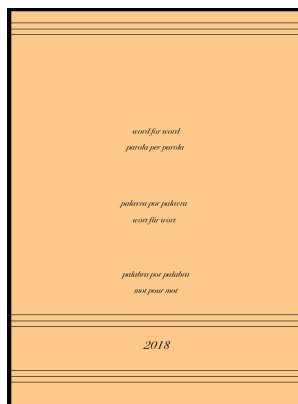 word for word
parola per parola
palavra por palavra
wort für wort
palabra por palabra
mot pour mot
2018